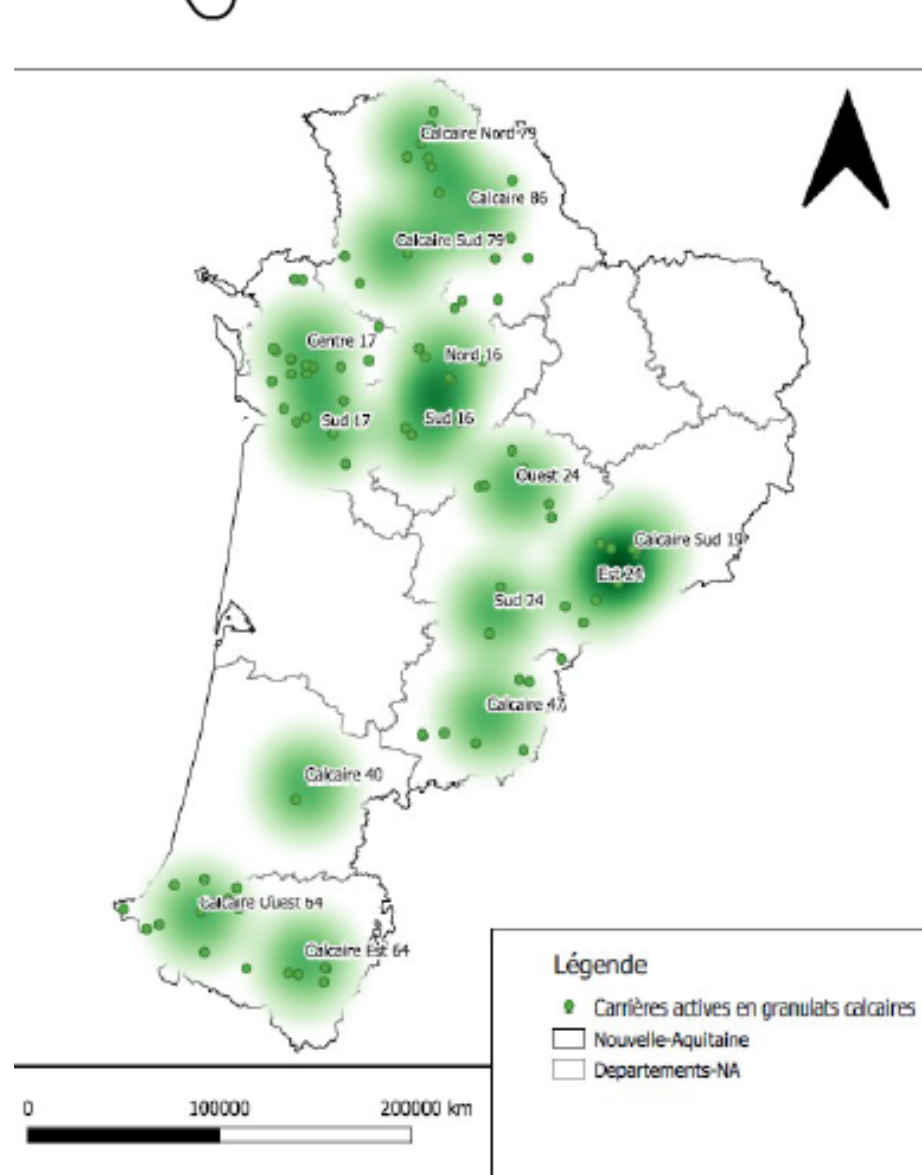 Calcaire Nord 79
Calcaire 86
Calcaire Sud 79
Centre 17
Nord 16
Sud 17
Sud 16
Ouest 24
Calcaire Sud 19
Est 24
Sud 24
Calcaire 47
Calcaire 40
Calcaire Ouest 64
Calcaire Est 64
Légende
Carrières actives en granulats calcaires
Nouvelle-Aquitaine
Departements-NA
0 100000 200000 km